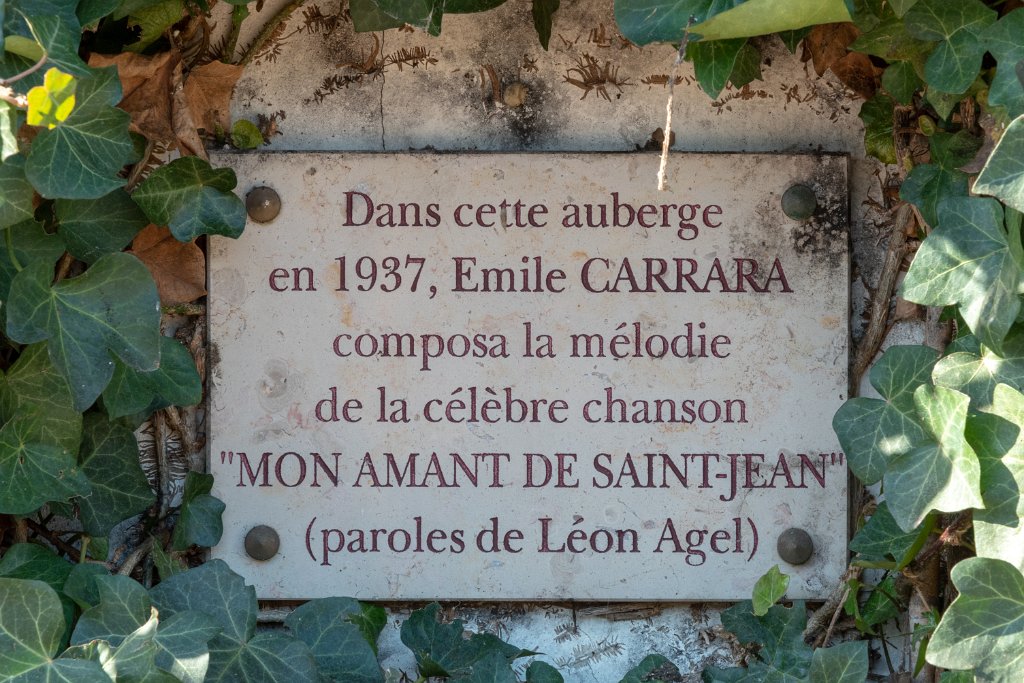 Dans cette auberge
en 1937, Emile CARRARA
composa la mélodie
de la célèbre chanson
"MON AMANT DE SAINT-JEAN"
(paroles de Léon Agel)